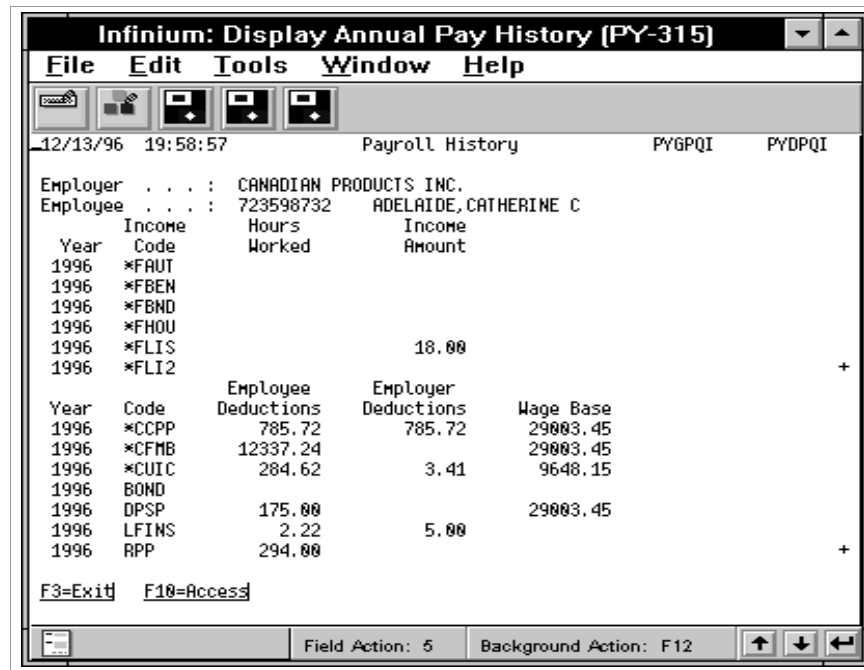 Infinium: Display Annual Pay History (PY-315)
File Edit Tools Window Help
12/13/96 19:58:57 Payroll History PYGPQI PYDPQI
Employer . . . : CANADIAN PRODUCTS INC.
Employee . . . : 723598732 ADELAIDE,CATHERINE C
Income Hours Income
Year Code Worked Amount
1996 *FAUT
1996 *FBEN
1996 *FBND
1996 *FHOU
1996 *FLIS 18.00
1996 *FLI2 +
Employee Employer
Year Code Deductions Deductions Wage Base
1996 *CCPP 785.72 785.72 29003.45
1996 *CFMB 12337.24 29003.45
1996 *CUIC 284.62 3.41 9648.15
1996 BOND
1996 DPSP 175.00 29003.45
1996 LFINS 2.22 5.00
1996 RPP 294.00 +
F3=Exit F10=Access
Field Action: 5 Background Action: F12